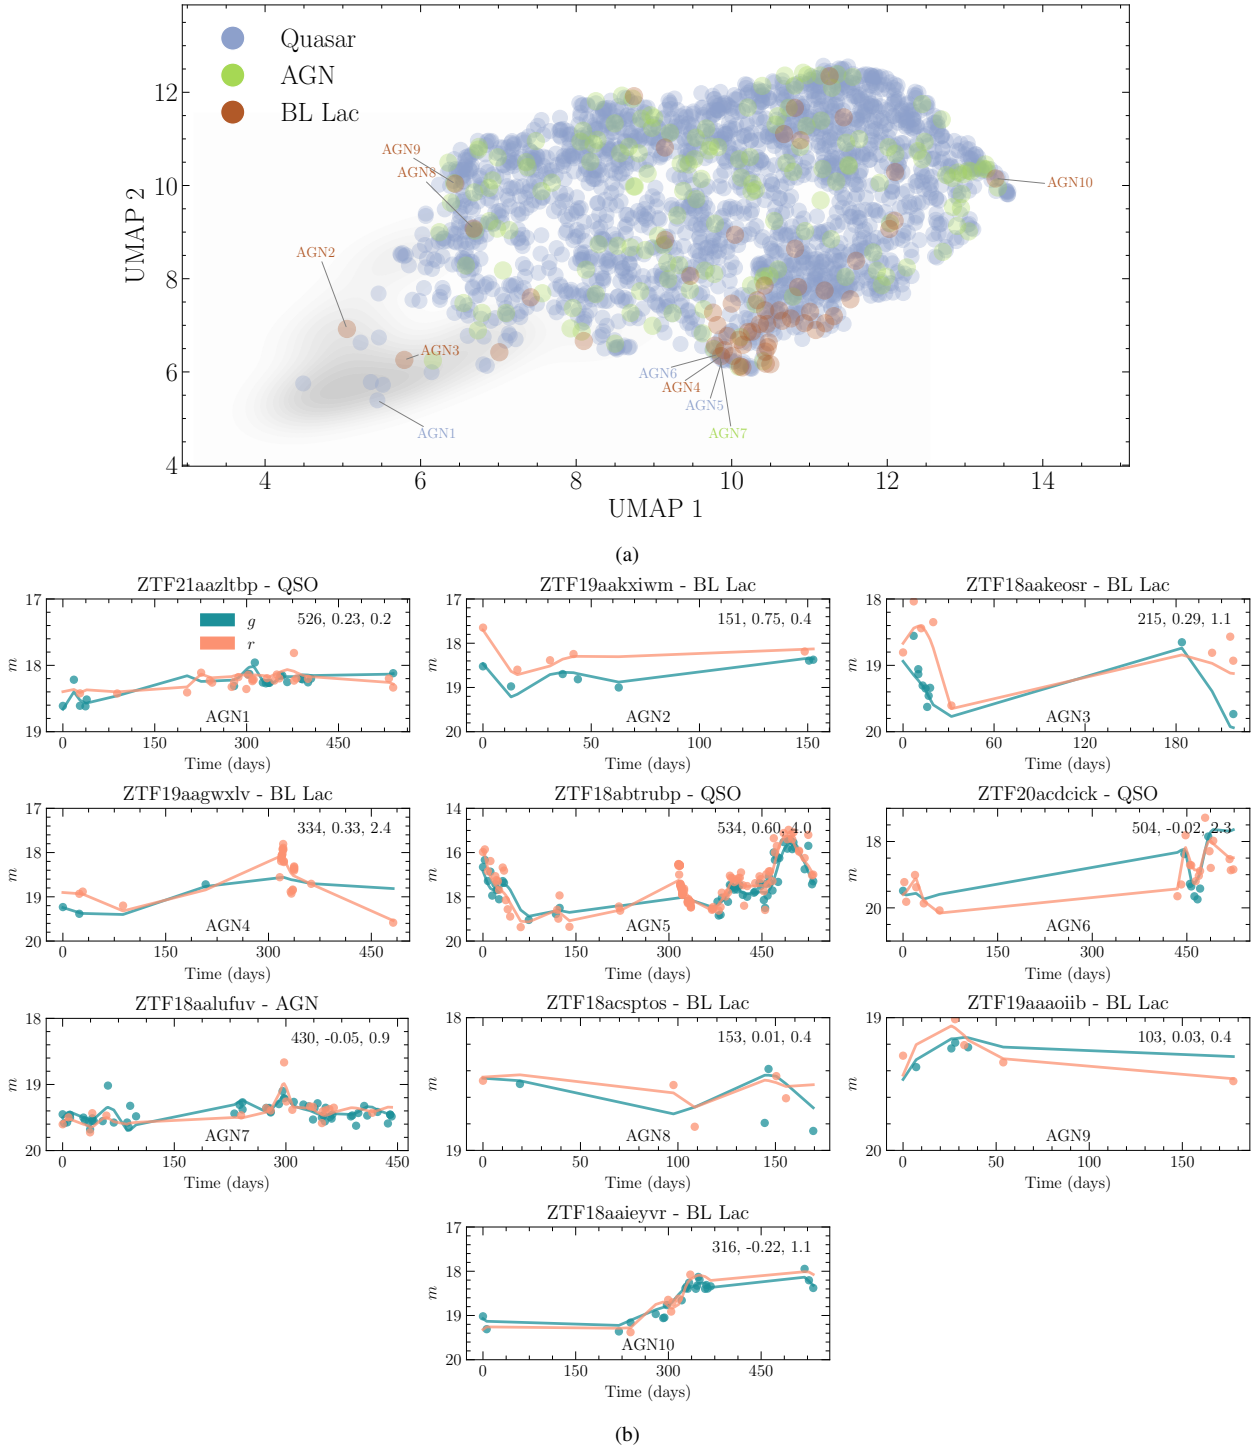 Quasar
AGN
BL Lac
AGN9
AGN8
AGN10
AGN2
AGN3
AGN6
AGN4
AGN5
AGN1
AGN7
UMAP 2
12
10
8
6
4
4 6 8 10 12 14
UMAP 1
(a)
ZTF21aazltbp - QSO
17
18
19
m
g
r
526, 0.23, 0.2
AGN1
0 150 300 450
Time (days)
ZTF19aakxiwm - BL Lac
17
18
19
20
m
151, 0.75, 0.4
AGN2
0 50 100 150
Time (days)
ZTF18aakeosr - BL Lac
18
19
20
m
215, 0.29, 1.1
AGN3
0 60 120 180
Time (days)
ZTF19aagwxlv - BL Lac
17
18
19
20
m
334, 0.33, 2.4
AGN4
0 150 300 450
Time (days)
ZTF18abtrubp - QSO
14
15
16
17
18
19
m
534, 0.60, 4.0
AGN5
0 150 300 450
Time (days)
ZTF20acdcick - QSO
18
19
20
m
504, -0.02, 2.3
AGN6
0 150 300 450
Time (days)
ZTF18aalufuv - AGN
18
19
20
m
430, -0.05, 0.9
AGN7
0 150 300 450
Time (days)
ZTF18acsptos - BL Lac
18
19
m
153, 0.01, 0.4
AGN8
0 50 100 150
Time (days)
ZTF19aaaoiib - BL Lac
19
20
m
103, 0.03, 0.4
AGN9
0 50 100 150
Time (days)
ZTF18aaieyvr - BL Lac
17
18
19
20
m
316, -0.22, 1.1
AGN10
0 150 300 450
Time (days)
(b)